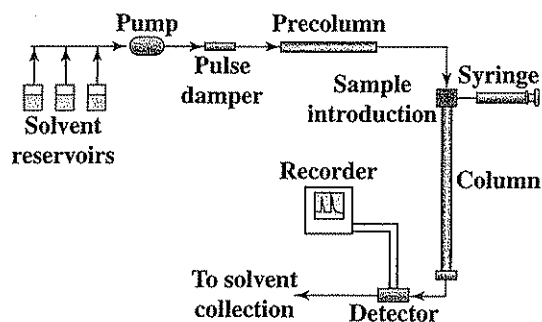 Pump
Precolumn
Pulse
damper
Syringe
Sample
introduction
Solvent
reservoirs
Recorder
Column
To solvent
collection
Detector